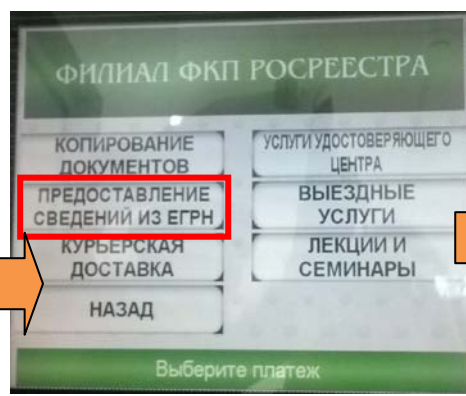 ФИЛИАЛ ФКП РОСРЕЕСТРА
КОПИРОВАНИЕ
ДОКУМЕНТОВ
УСЛУГИ УДОСТОВЕРЯЮЩЕГО
ЦЕНТРА
ПРЕДОСТАВЛЕНИЕ
СВЕДЕНИЙ ИЗ ЕГРН
ВЫЕЗДНЫЕ
УСЛУГИ
КУРЬЕРСКАЯ
ДОСТАВКА
ЛЕКЦИИ И
СЕМИНАРЫ
НАЗАД
Выберите платеж